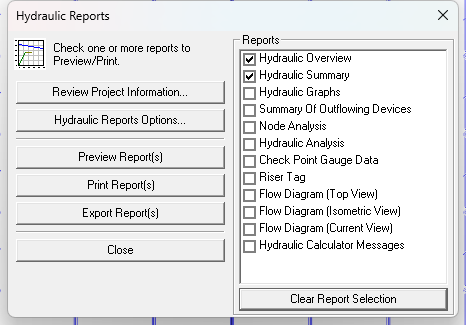 Hydraulic Reports
Check one or more reports to
Preview/Print.
Review Project Information...
Hydraulic Reports Options...
Preview Report(s)
Print Report(s)
Export Report(s)
Close
Reports
Hydraulic Overview
Hydraulic Summary
Hydraulic Graphs
Summary Of Outflowing Devices
Node Analysis
Hydraulic Analysis
Check Point Gauge Data
Riser Tag
Flow Diagram (Top View)
Flow Diagram (Isometric View)
Flow Diagram (Current View)
Hydraulic Calculator Messages
Clear Report Selection